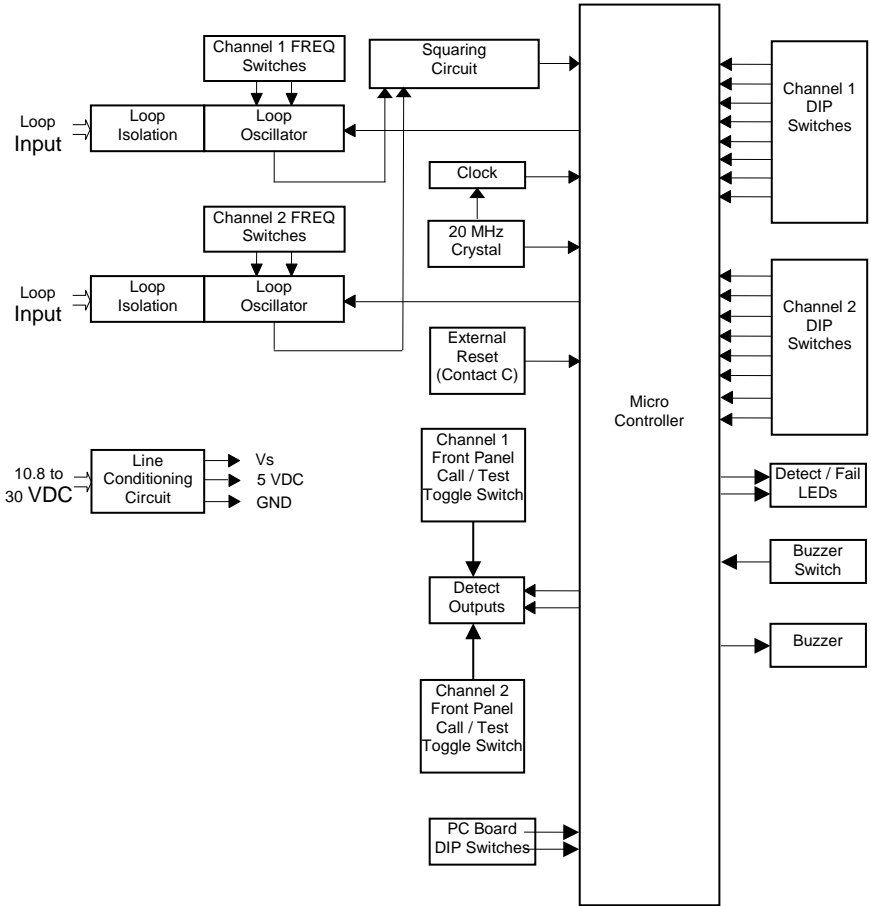 Channel 1 FREQ
Switches
Squaring
Circuit
Channel 1
DIP
Switches
Loop
Input
Loop
Isolation
Loop
Oscillator
Clock
20 MHz
Crystal
Channel 2 FREQ
Switches
Loop
Input
Loop
Isolation
Loop
Oscillator
Channel 2
DIP
Switches
External
Reset
(Contact C)
Micro
Controller
10.8 to
30 VDC
Line
Conditioning
Circuit
Vs
5 VDC
GND
Channel 1
Front Panel
Call / Test
Toggle Switch
Detect / Fail
LEDs
Buzzer
Switch
Detect
Outputs
Buzzer
Channel 2
Front Panel
Call / Test
Toggle Switch
PC Board
DIP Switches